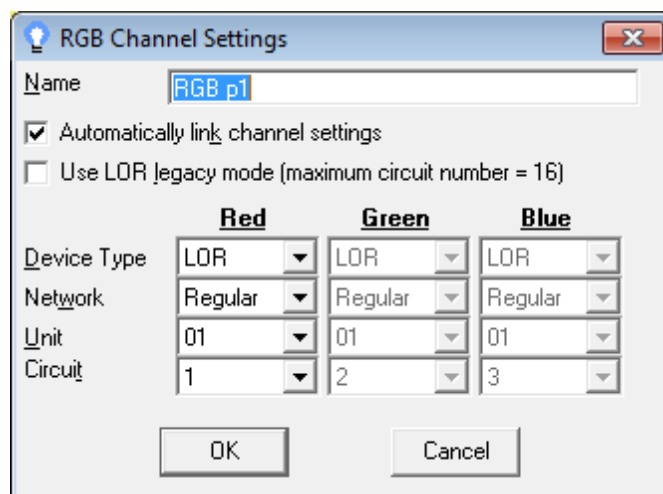 RGB Channel Settings
Name RGB p1
Automatically link channel settings
Use LOR legacy mode (maximum circuit number = 16)
Red Green Blue
Device Type LOR LOR LOR
Network Regular Regular Regular
Unit 01 01 01
Circuit 1 2 3
OK Cancel